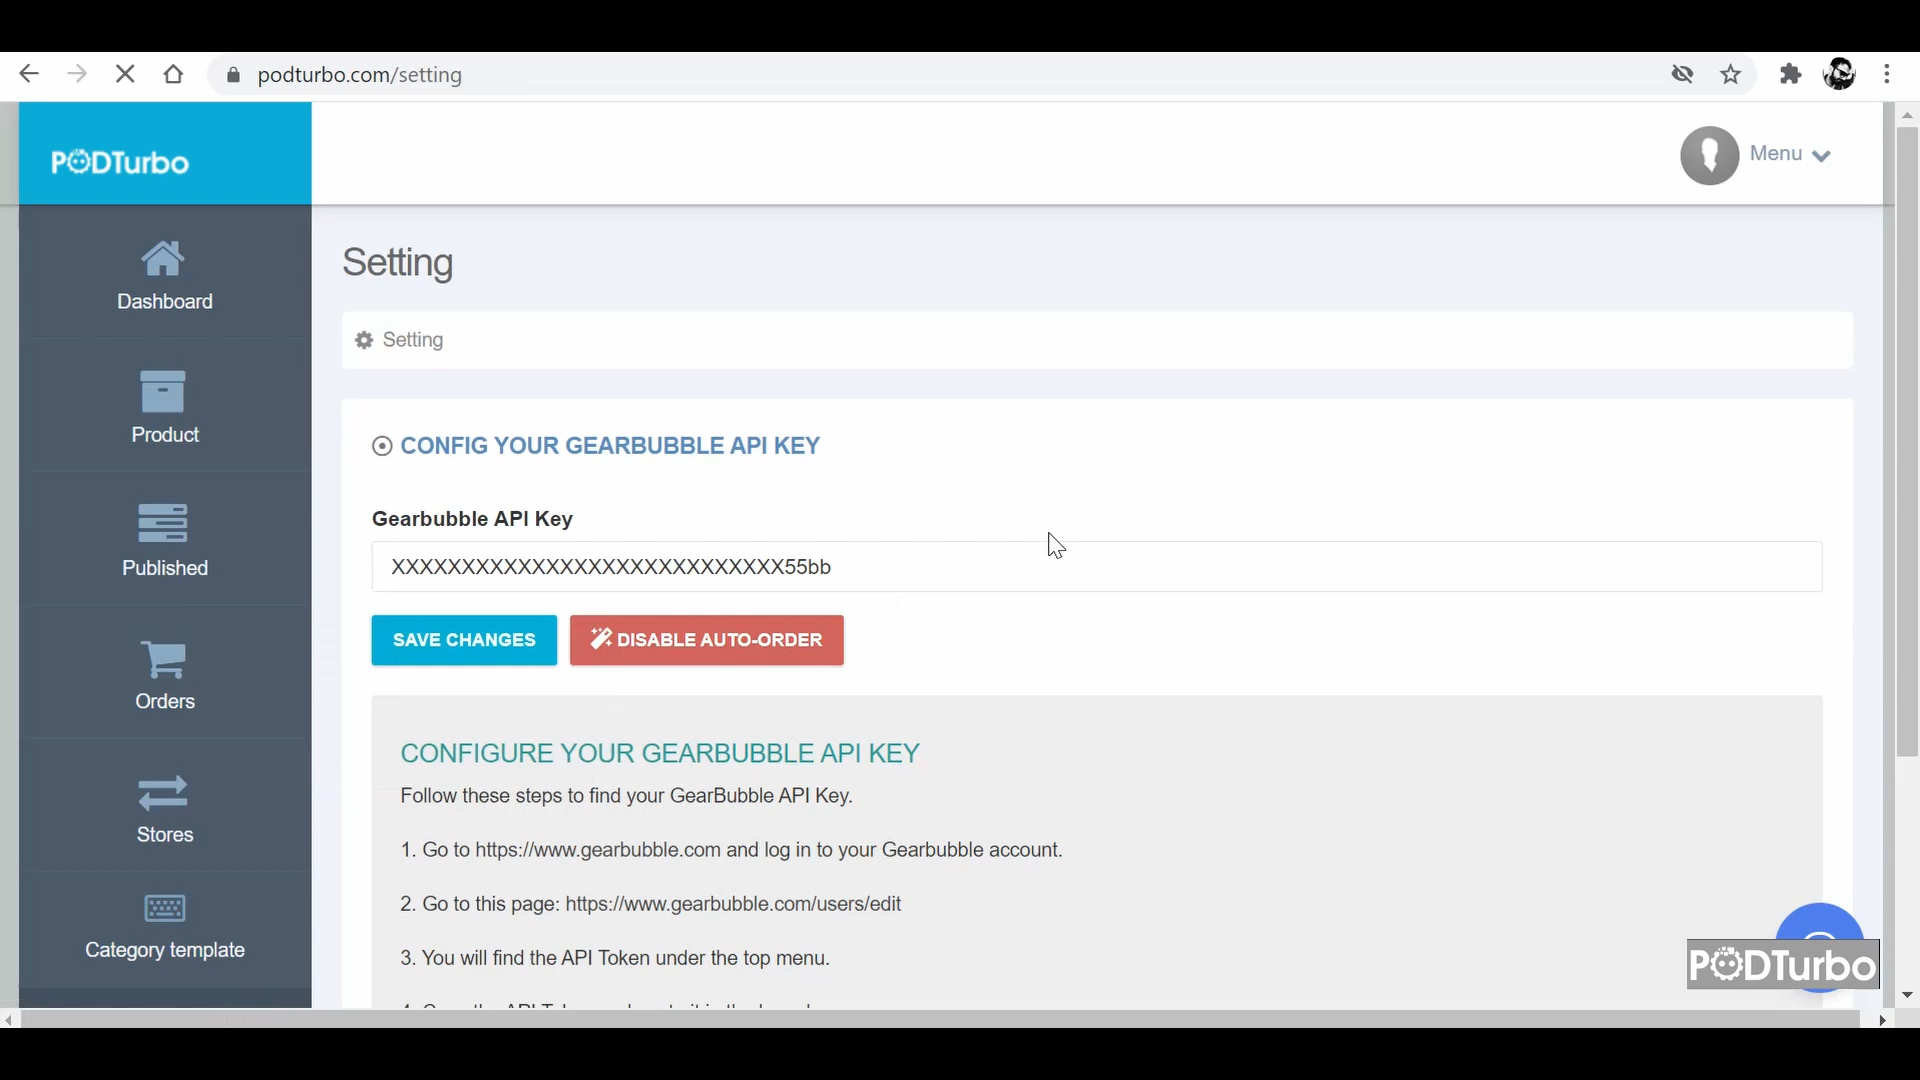 podturbo.com/setting
PODTurbo
Menu
Dashboard
Product
Published
Orders
Stores
Category template
Setting
Setting
CONFIG YOUR GEARBUBBLE API KEY
Gearbubble API Key
XXXXXXXXXXXXXXXXXXXXXXXXXXXX55bb
SAVE CHANGES
DISABLE AUTO-ORDER
CONFIGURE YOUR GEARBUBBLE API KEY
Follow these steps to find your GearBubble API Key.
1. Go to https://www.gearbubble.com and log in to your Gearbubble account.
2. Go to this page: https://www.gearbubble.com/users/edit
3. You will find the API Token under the top menu.
PODTurbo